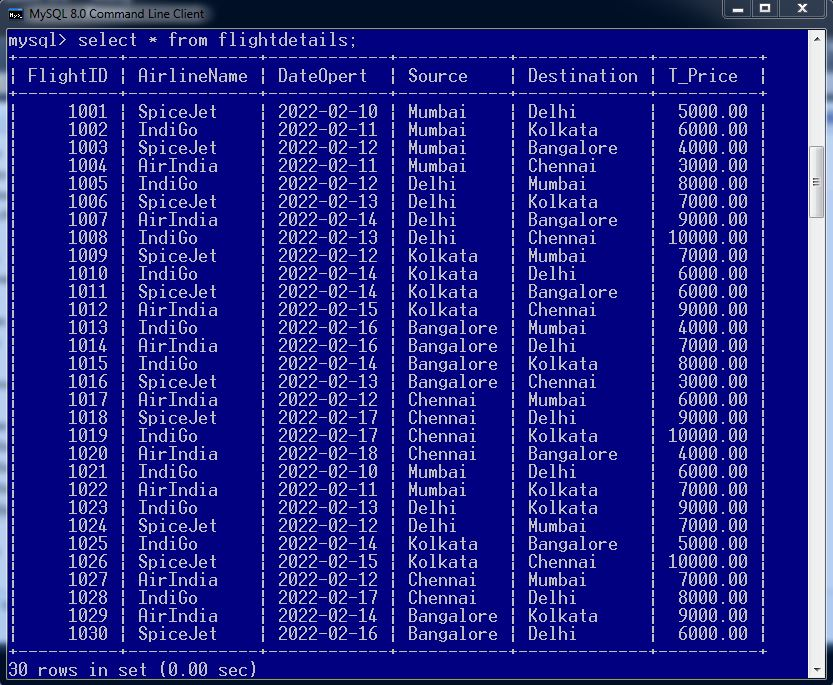 MySQL 8.0 Command Line Client
mysql> select * from flightdetails;
+----------+-------------+------------+-----------+-------------+----------+
| FlightID | AirlineName | DateOpert  | Source    | Destination | T_Price  |
+----------+-------------+------------+-----------+-------------+----------+
|     1001 | SpiceJet    | 2022-02-10 | Mumbai    | Delhi       |  5000.00 |
|     1002 | IndiGo      | 2022-02-11 | Mumbai    | Kolkata     |  6000.00 |
|     1003 | SpiceJet    | 2022-02-12 | Mumbai    | Bangalore   |  4000.00 |
|     1004 | AirIndia    | 2022-02-11 | Mumbai    | Chennai     |  3000.00 |
|     1005 | IndiGo      | 2022-02-12 | Delhi     | Mumbai      |  8000.00 |
|     1006 | SpiceJet    | 2022-02-13 | Delhi     | Kolkata     |  7000.00 |
|     1007 | AirIndia    | 2022-02-14 | Delhi     | Bangalore   |  9000.00 |
|     1008 | IndiGo      | 2022-02-13 | Delhi     | Chennai     | 10000.00 |
|     1009 | SpiceJet    | 2022-02-12 | Kolkata   | Mumbai      |  7000.00 |
|     1010 | IndiGo      | 2022-02-14 | Kolkata   | Delhi       |  6000.00 |
|     1011 | SpiceJet    | 2022-02-14 | Kolkata   | Bangalore   |  6000.00 |
|     1012 | AirIndia    | 2022-02-15 | Kolkata   | Chennai     |  9000.00 |
|     1013 | IndiGo      | 2022-02-16 | Bangalore | Mumbai      |  4000.00 |
|     1014 | AirIndia    | 2022-02-16 | Bangalore | Delhi       |  7000.00 |
|     1015 | IndiGo      | 2022-02-14 | Bangalore | Kolkata     |  8000.00 |
|     1016 | SpiceJet    | 2022-02-13 | Bangalore | Chennai     |  3000.00 |
|     1017 | AirIndia    | 2022-02-12 | Chennai   | Mumbai      |  6000.00 |
|     1018 | SpiceJet    | 2022-02-17 | Chennai   | Delhi       |  9000.00 |
|     1019 | IndiGo      | 2022-02-17 | Chennai   | Kolkata     | 10000.00 |
|     1020 | AirIndia    | 2022-02-18 | Chennai   | Bangalore   |  4000.00 |
|     1021 | IndiGo      | 2022-02-10 | Mumbai    | Delhi       |  6000.00 |
|     1022 | AirIndia    | 2022-02-11 | Mumbai    | Kolkata     |  7000.00 |
|     1023 | IndiGo      | 2022-02-13 | Delhi     | Kolkata     |  9000.00 |
|     1024 | SpiceJet    | 2022-02-12 | Delhi     | Mumbai      |  7000.00 |
|     1025 | IndiGo      | 2022-02-14 | Kolkata   | Bangalore   |  5000.00 |
|     1026 | SpiceJet    | 2022-02-15 | Kolkata   | Chennai     | 10000.00 |
|     1027 | AirIndia    | 2022-02-12 | Chennai   | Mumbai      |  7000.00 |
|     1028 | IndiGo      | 2022-02-17 | Chennai   | Delhi       |  8000.00 |
|     1029 | AirIndia    | 2022-02-14 | Bangalore | Kolkata     |  9000.00 |
|     1030 | SpiceJet    | 2022-02-16 | Bangalore | Delhi       |  6000.00 |
+----------+-------------+------------+-----------+-------------+----------+
30 rows in set (0.00 sec)